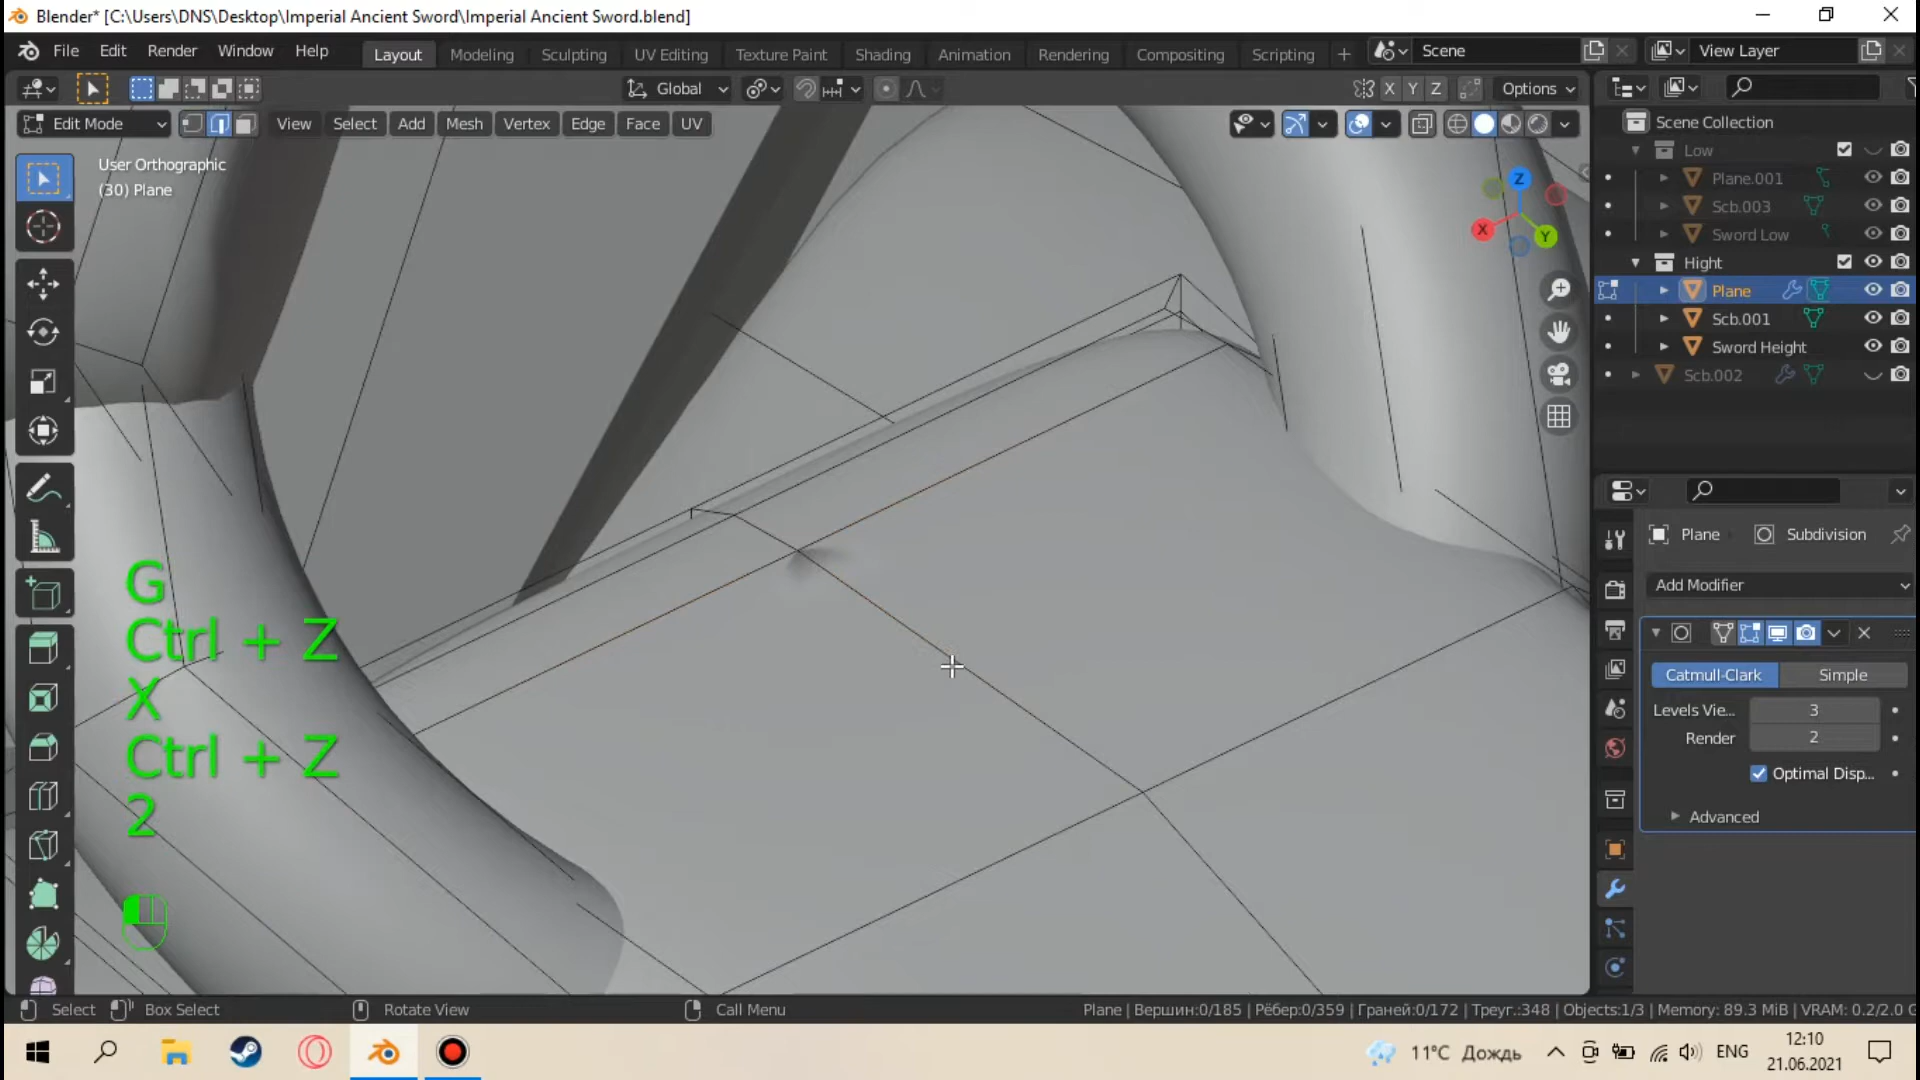 Blender* [C:\Users\DNS\Desktop\Imperial Ancient Sword\Imperial Ancient Sword.blend]
File Edit Render Window Help Layout Modeling Sculpting UV Editing Texture Paint Shading Animation Rendering Compositing Scripting + Scene View Layer
Global X Y Z Options
Edit Mode View Select Add Mesh Vertex Edge Face UV
User Orthographic
(30) Plane
Z
X
Y
Scene Collection
Low
Plane.001
Scb.003
Sword Low
Hight
Plane
Scb.001
Sword Height
Scb.002
G
Ctrl + Z
X
Ctrl + Z
2
Plane Subdivision
Add Modifier
Catmull-Clark Simple
Levels Vie... 3
Render 2
Optimal Disp...
Advanced
Select Box Select Rotate View Call Menu Plane | Вершин:0/185 | Рёбер:0/359 | Граней:0/172 | Треуг.:348 | Objects:1/3 | Memory: 89.3 MiB | VRAM: 0.2/2.0 G
11°C Дождь ENG 12:10
21.06.2021